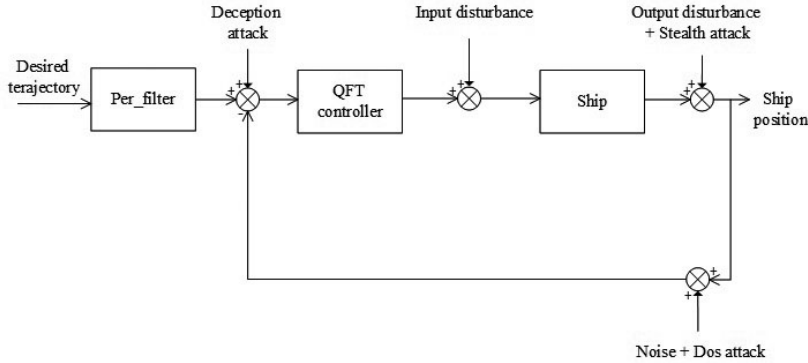 Deception
attack
Input disturbance
Output disturbance
+ Stealth attack
Desired
terajectory
Per_filter
+
+
-
QFT
controller
+
+
Ship
+
+
Ship
position
+
+
Noise + Dos attack